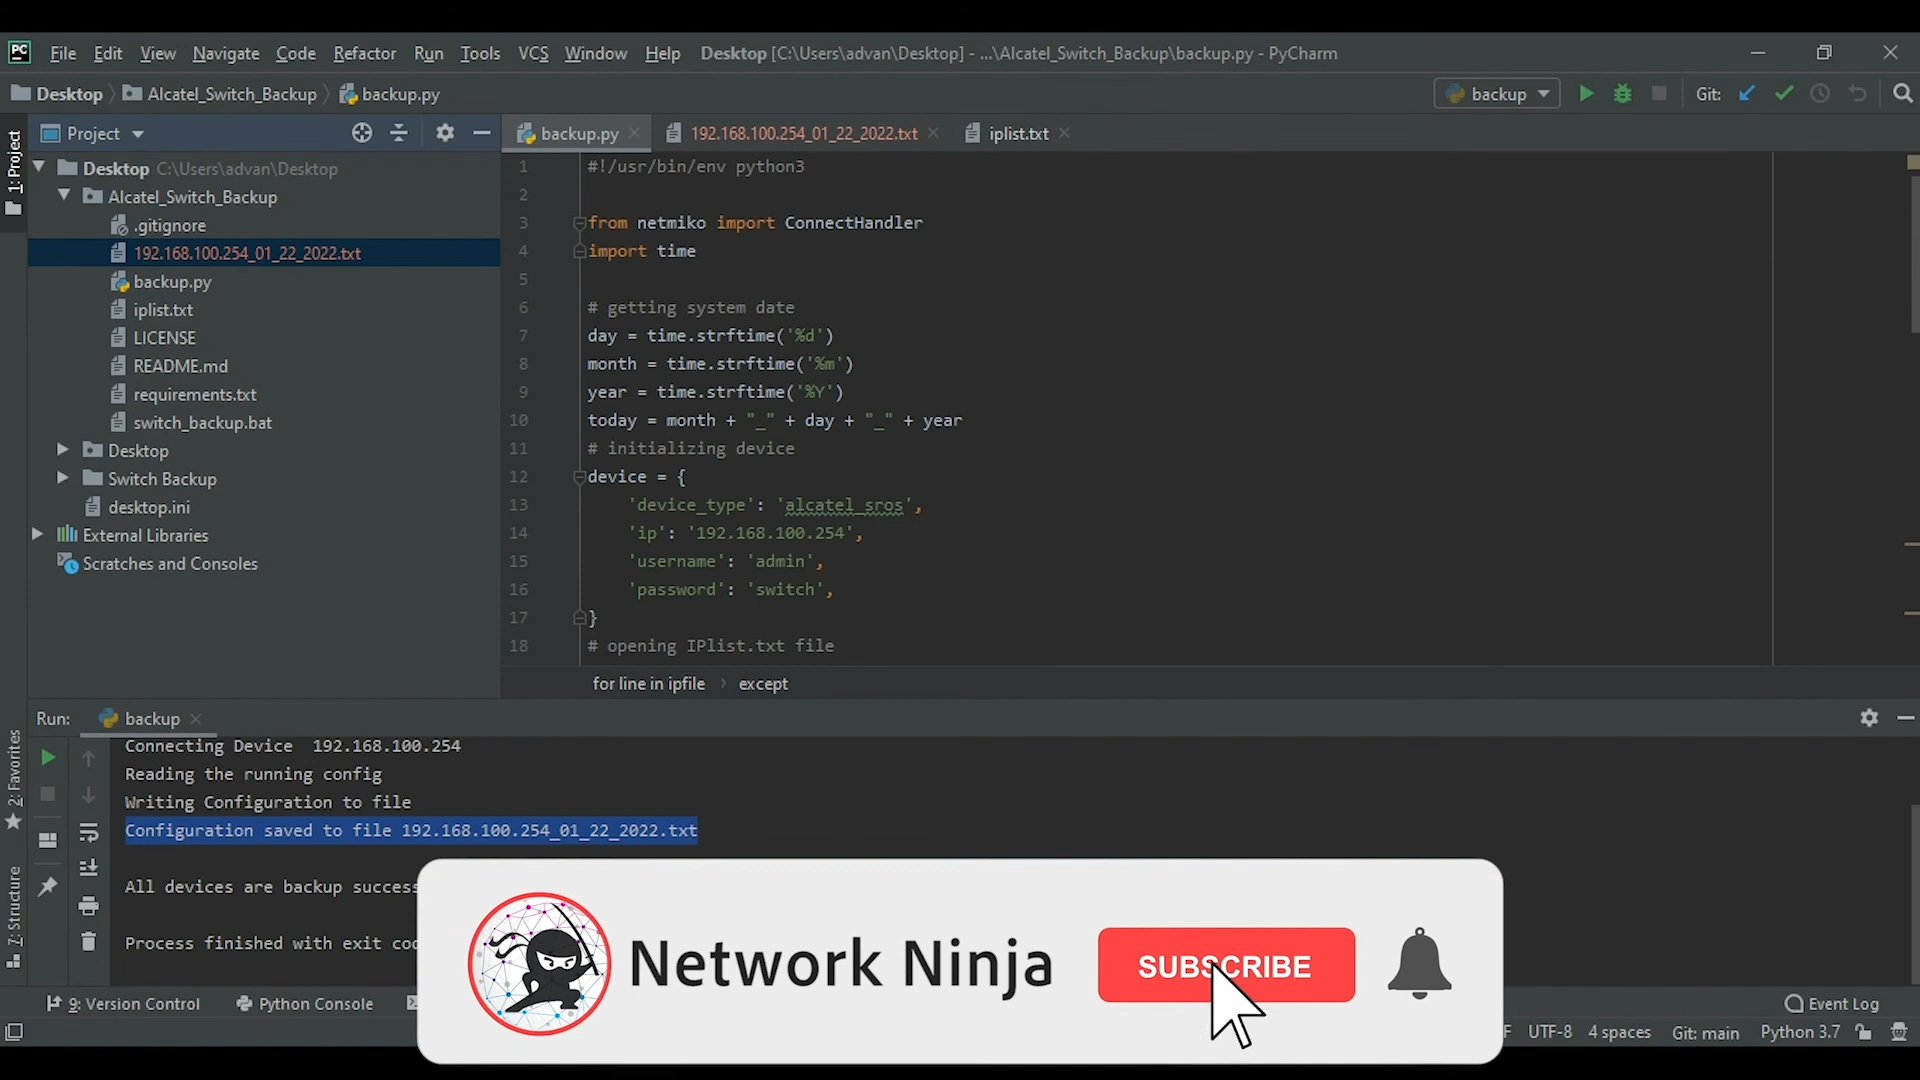 PC File Edit View Navigate Code Refactor Run Tools VCS Window Help Desktop [C:\Users\advan\Desktop] - ...\Alcatel_Switch_Backup\backup.py - PyCharm
Desktop Alcatel_Switch_Backup backup.py backup Git:
Project
backup.py 192.168.100.254_01_22_2022.txt iplist.txt
1: Project
Desktop C:\Users\advan\Desktop
Alcatel_Switch_Backup
.gitignore
192.168.100.254_01_22_2022.txt
backup.py
iplist.txt
LICENSE
README.md
requirements.txt
switch_backup.bat
Desktop
Switch Backup
desktop.ini
External Libraries
Scratches and Consoles
1 #!/usr/bin/env python3
2
3 from netmiko import ConnectHandler
4 import time
5
6 # getting system date
7 day = time.strftime('%d')
8 month = time.strftime('%m')
9 year = time.strftime('%Y')
10 today = month + "_" + day + "_" + year
11 # initializing device
12 device = {
13 'device_type': 'alcatel_sros',
14 'ip': '192.168.100.254',
15 'username': 'admin',
16 'password': 'switch',
17 }
18 # opening IPlist.txt file
for line in ipfile › except
Run: backup
2: Favorites
7: Structure
Connecting Device 192.168.100.254
Reading the running config
Writing Configuration to file
Configuration saved to file 192.168.100.254_01_22_2022.txt
All devices are backup success
Process finished with exit co
Network Ninja SUBSCRIBE
9: Version Control Python Console Event Log
F UTF-8 4 spaces Git: main Python 3.7